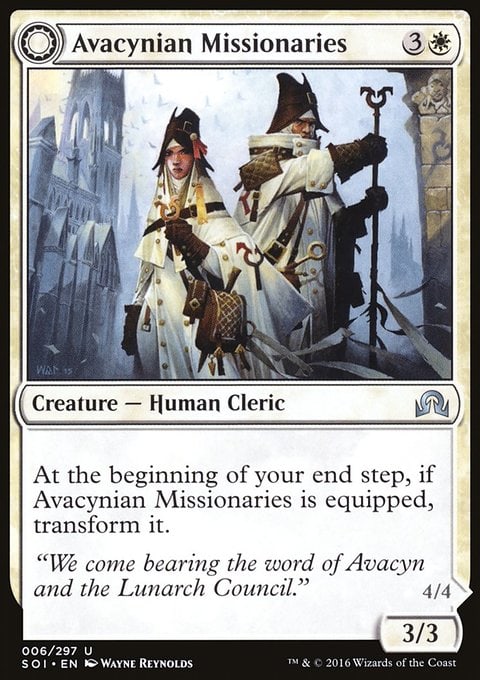 Avacynian Missionaries 3
WAR 15
Creature — Human Cleric
At the beginning of your end step, if
Avacynian Missionaries is equipped,
transform it.
“We come bearing the word of Avacyn
and the Lunarch Council.”
4/4
3/3
006/297 U
SOI • EN Wayne Reynolds
™ & © 2016 Wizards of the Coast